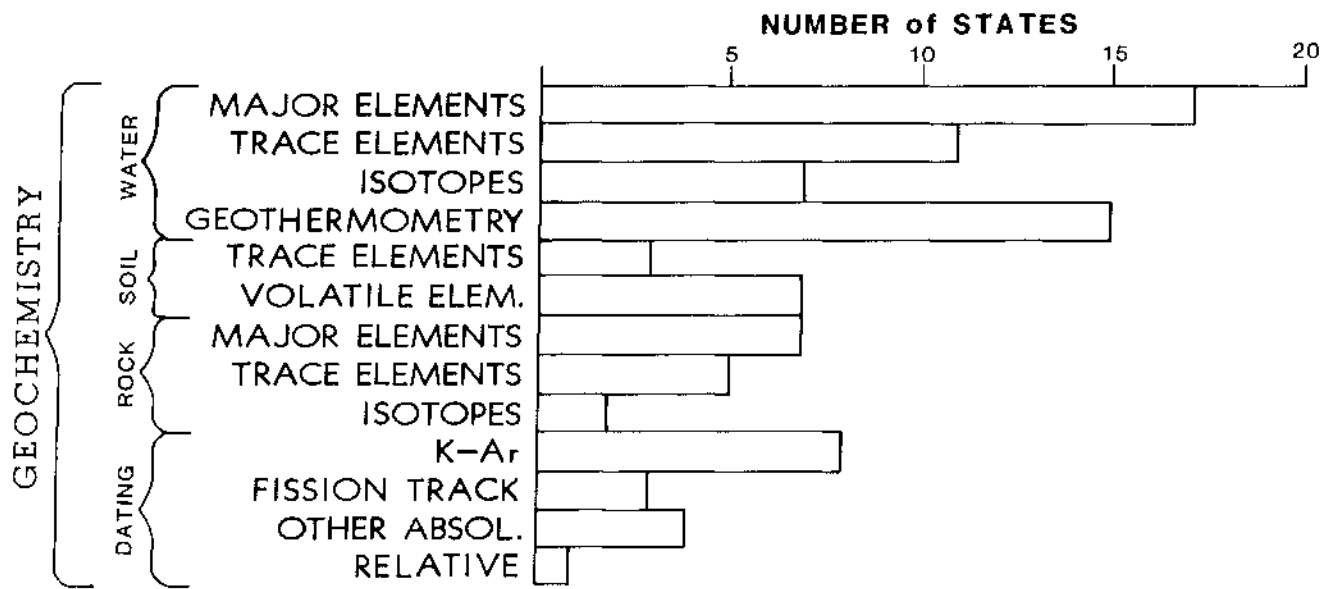 NUMBER of STATES
5 10 15 20
GEOCHEMISTRY
WATER
MAJOR ELEMENTS
TRACE ELEMENTS
ISOTOPES
GEOTHERMOMETRY
SOIL
TRACE ELEMENTS
VOLATILE ELEM.
ROCK
MAJOR ELEMENTS
TRACE ELEMENTS
ISOTOPES
DATING
K-Ar
FISSION TRACK
OTHER ABSOL.
RELATIVE